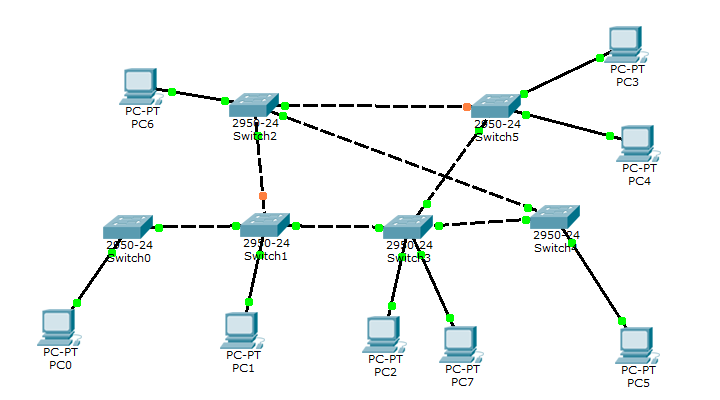 PC-PT
PC3
PC-PT
PC6
2950-24
Switch2
2950-24
Switch5
PC-PT
PC4
2950-24
Switch0
2950-24
Switch1
2950-24
Switch3
2950-24
Switch4
PC-PT
PC0
PC-PT
PC1
PC-PT
PC2
PC-PT
PC7
PC-PT
PC5